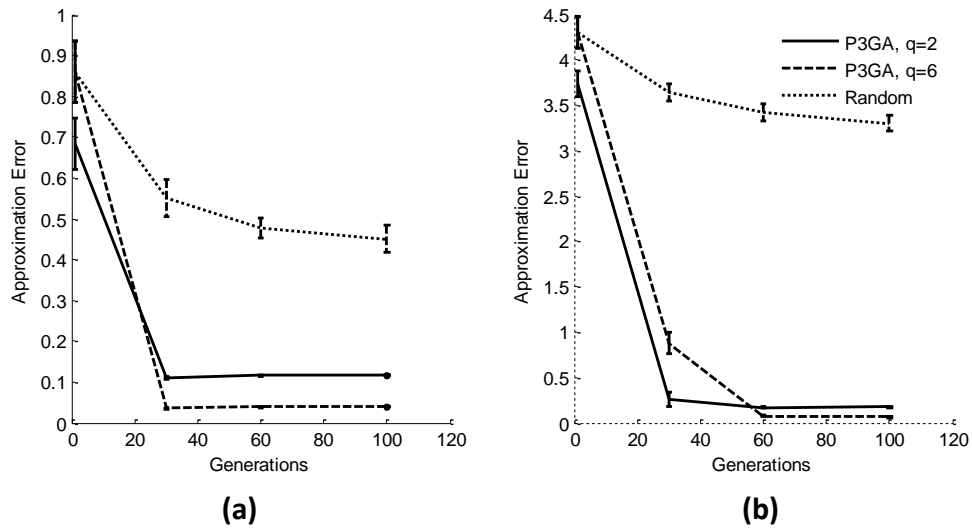 1
0.9
0.8
0.7
0.6
0.5
0.4
0.3
0.2
0.1
0
Approximation Error
0 20 40 60 80 100 120
Generations
(a)
4.5
4
3.5
3
2.5
2
1.5
1
0.5
0
Approximation Error
P3GA, q=2
P3GA, q=6
Random
0 20 40 60 80 100 120
Generations
(b)